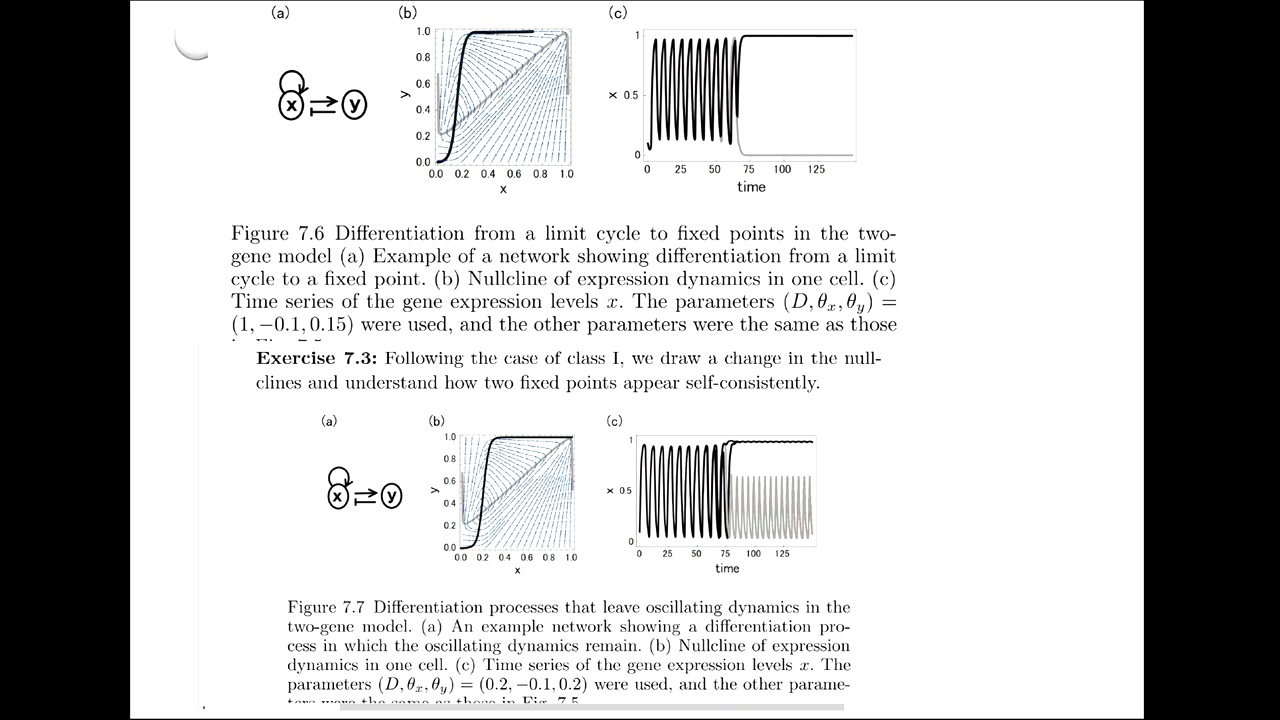 (a) (b) (c)
1.0
0.8
0.6
y
0.4
0.2
0.0
0.0 0.2 0.4 0.6 0.8 1.0
x
x y
1
x 0.5
0
0 25 50 75 100 125
time
Figure 7.6 Differentiation from a limit cycle to fixed points in the two-
gene model (a) Example of a network showing differentiation from a limit
cycle to a fixed point. (b) Nullcline of expression dynamics in one cell. (c)
Time series of the gene expression levels x. The parameters (D, θx, θy) =
(1, −0.1, 0.15) were used, and the other parameters were the same as those
Exercise 7.3: Following the case of class I, we draw a change in the null-
clines and understand how two fixed points appear self-consistently.
(a) (b) (c)
1.0
0.8
0.6
y
0.4
0.2
0.0
0.0 0.2 0.4 0.6 0.8 1.0
x
x y
1
x 0.5
0
0 25 50 75 100 125
time
Figure 7.7 Differentiation processes that leave oscillating dynamics in the
two-gene model. (a) An example network showing a differentiation pro-
cess in which the oscillating dynamics remain. (b) Nullcline of expression
dynamics in one cell. (c) Time series of the gene expression levels x. The
parameters (D, θx, θy) = (0.2, −0.1, 0.2) were used, and the other parame-
ters were the same as those in Fig. 7.5